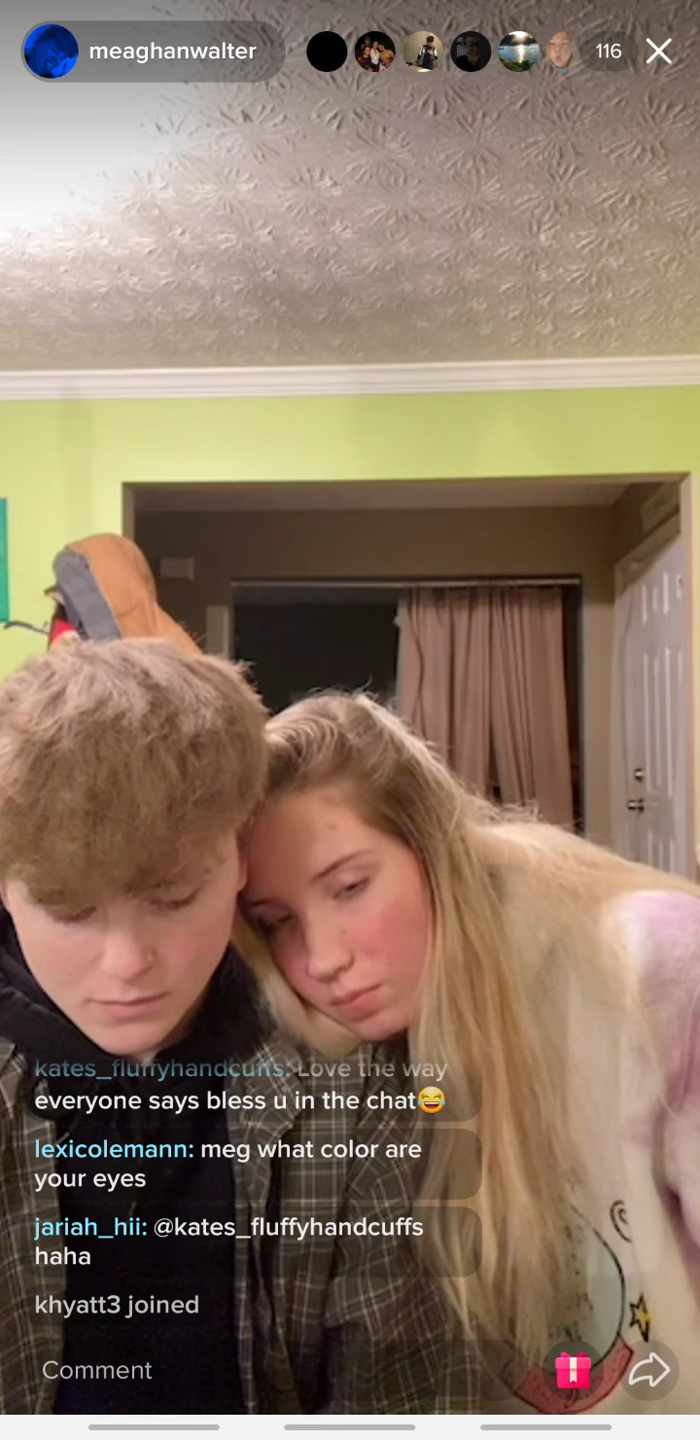 meaghanwalter
116
kates_fluffyhandcuffs: Love the way
everyone says bless u in the chat😂
lexicolemann: meg what color are
your eyes
jariah_hii: @kates_fluffyhandcuffs
haha
khyatt3 joined
Comment